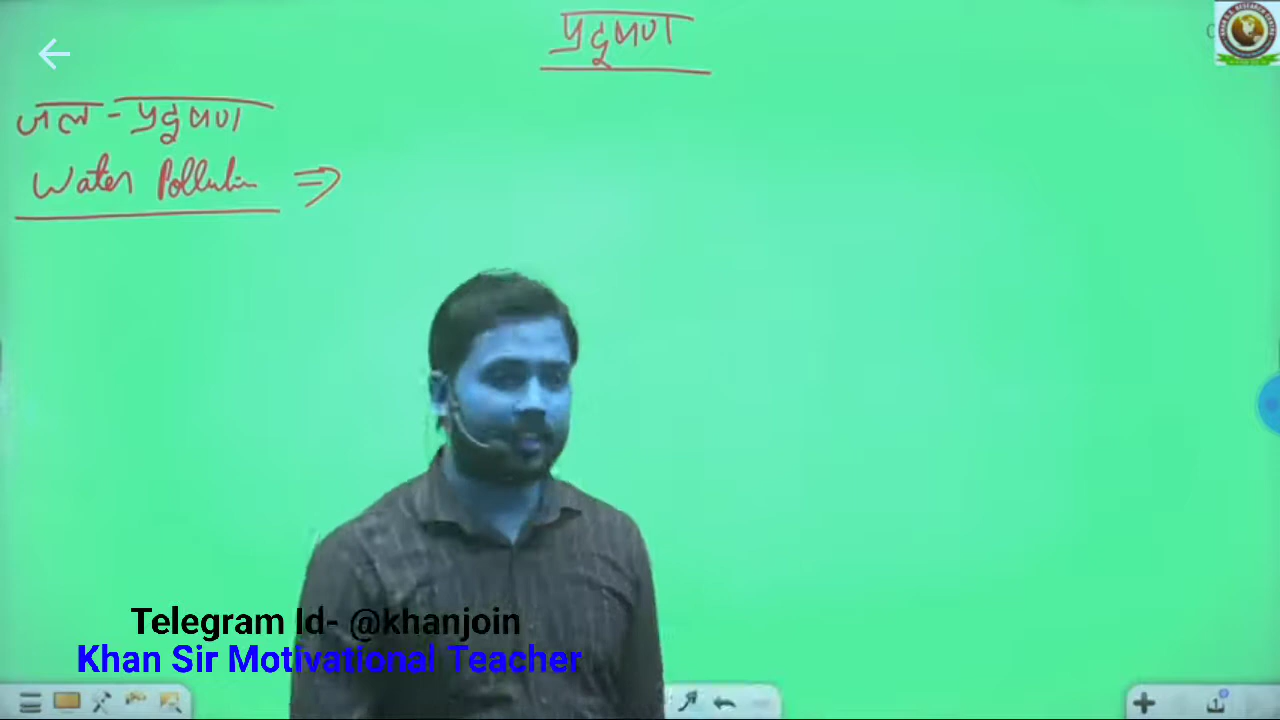 प्रदूषण
जल-प्रदूषण
Water Pollution ⇒
Telegram Id- @khanjoin
Khan Sir Motivational Teacher